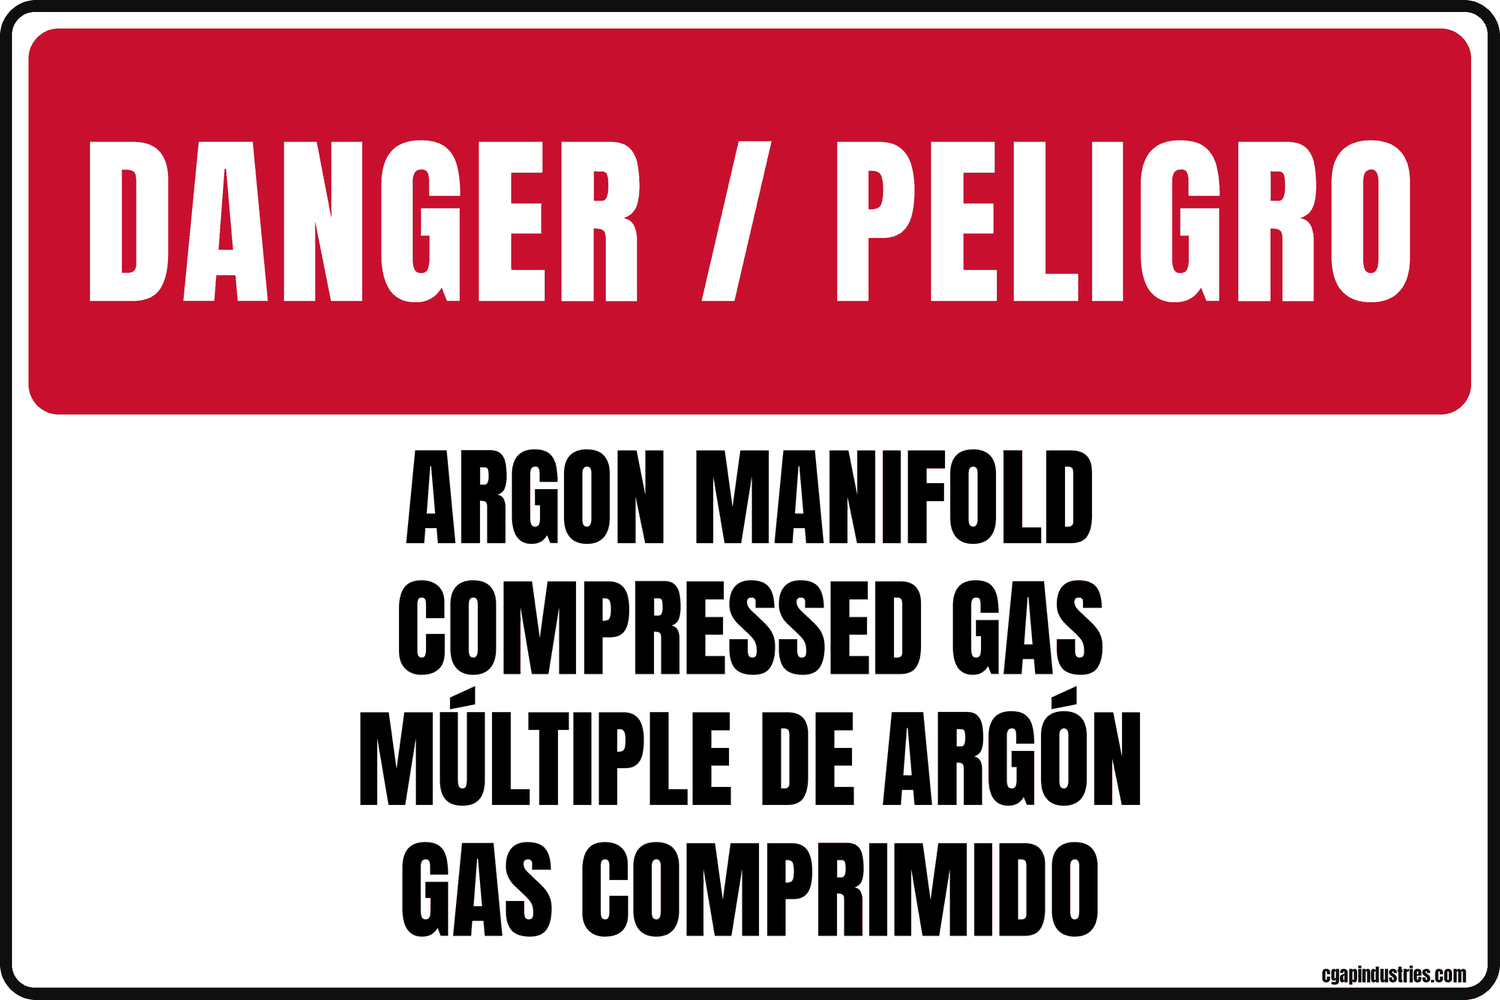 DANGER / PELIGRO
ARGON MANIFOLD
COMPRESSED GAS
MÚLTIPLE DE ARGÓN
GAS COMPRIMIDO
cgapindustries.com